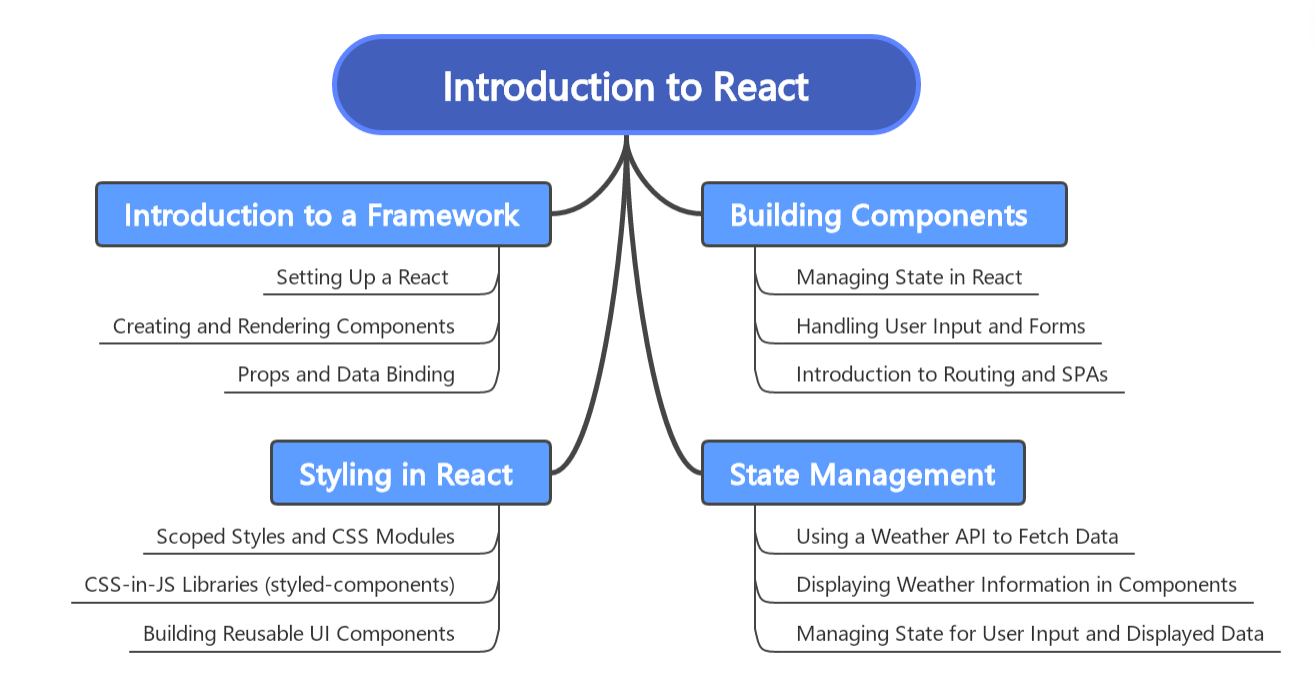 Introduction to React
Introduction to a Framework
Setting Up a React
Creating and Rendering Components
Props and Data Binding
Building Components
Managing State in React
Handling User Input and Forms
Introduction to Routing and SPAs
Styling in React
Scoped Styles and CSS Modules
CSS-in-JS Libraries (styled-components)
Building Reusable UI Components
State Management
Using a Weather API to Fetch Data
Displaying Weather Information in Components
Managing State for User Input and Displayed Data